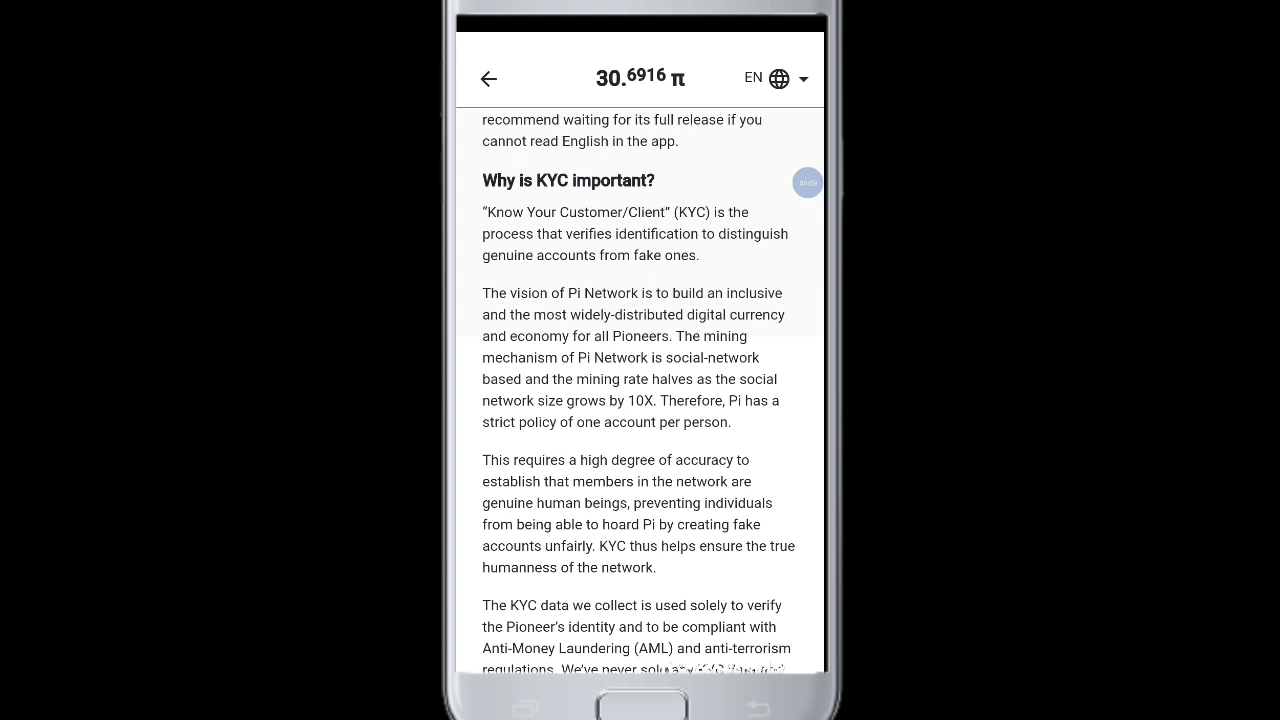 30.6916 π
EN
recommend waiting for its full release if you
cannot read English in the app.
Why is KYC important?
04:09
“Know Your Customer/Client” (KYC) is the
process that verifies identification to distinguish
genuine accounts from fake ones.
The vision of Pi Network is to build an inclusive
and the most widely-distributed digital currency
and economy for all Pioneers. The mining
mechanism of Pi Network is social-network
based and the mining rate halves as the social
network size grows by 10X. Therefore, Pi has a
strict policy of one account per person.
This requires a high degree of accuracy to
establish that members in the network are
genuine human beings, preventing individuals
from being able to hoard Pi by creating fake
accounts unfairly. KYC thus helps ensure the true
humanness of the network.
The KYC data we collect is used solely to verify
the Pioneer’s identity and to be compliant with
Anti-Money Laundering (AML) and anti-terrorism
regulations. We’ve never